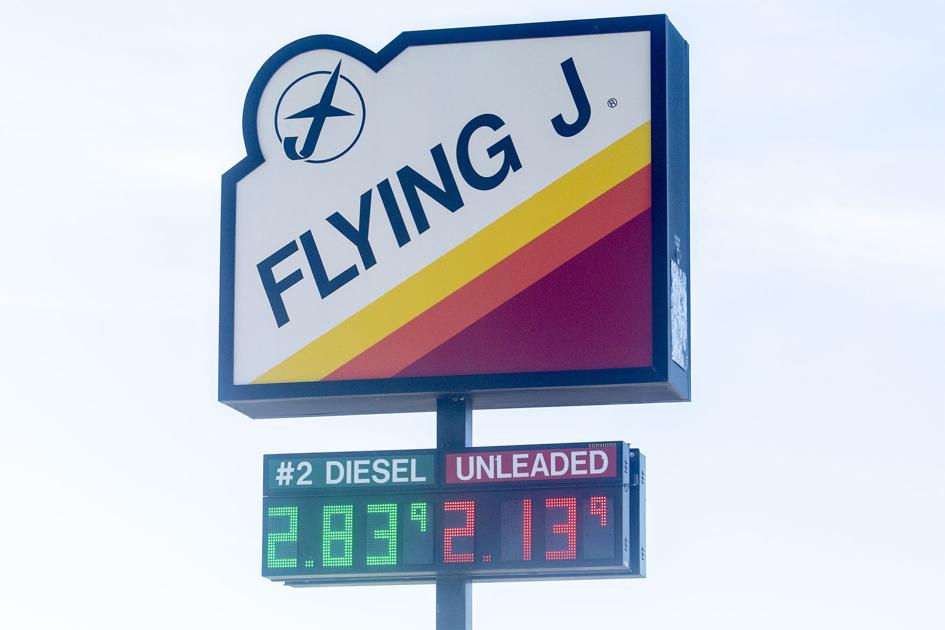 FLYING J®
#2 DIESEL UNLEADED
2.83⁹ 2.13⁹